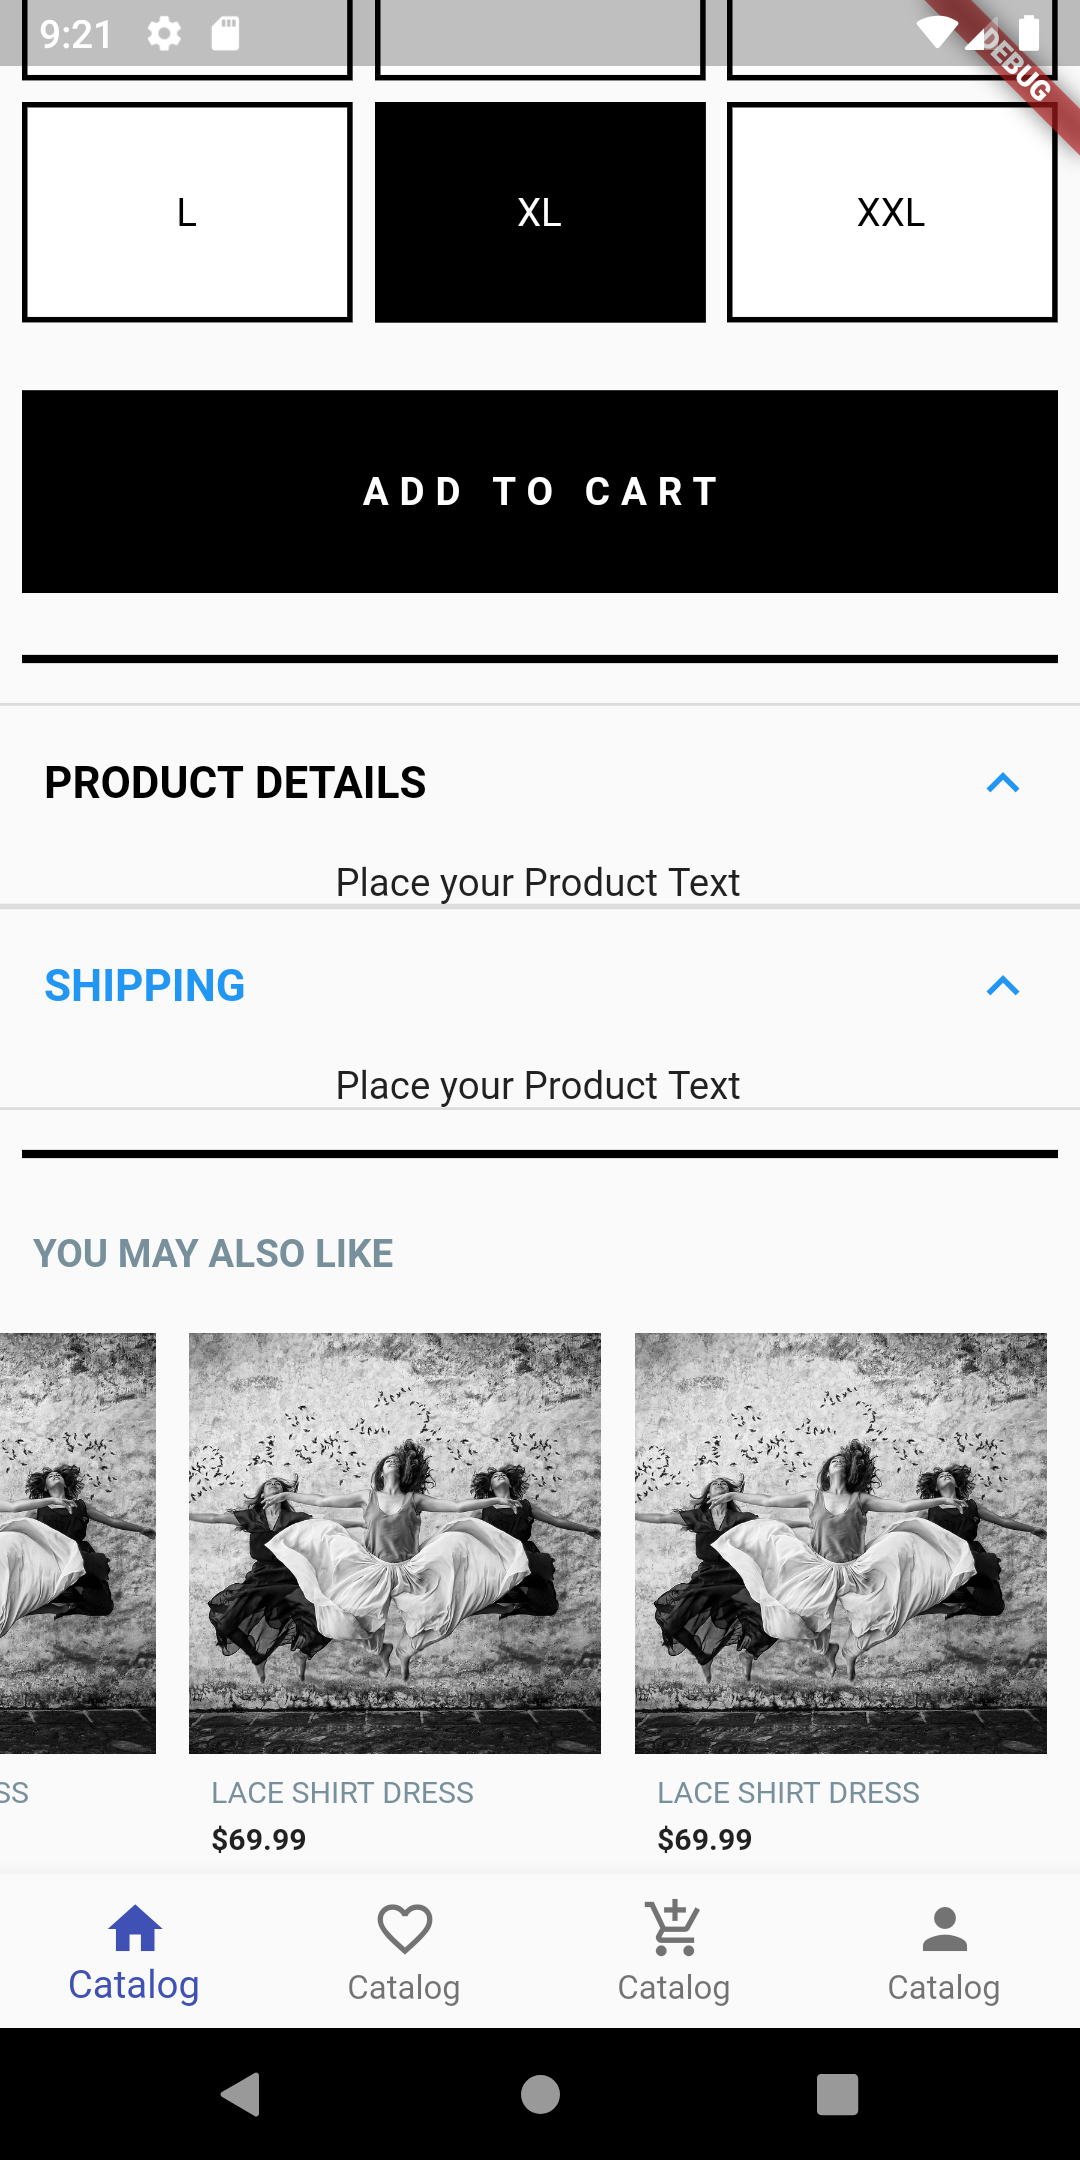 9:21
DEBUG
L
XL
XXL
ADD TO CART
PRODUCT DETAILS
Place your Product Text
SHIPPING
Place your Product Text
YOU MAY ALSO LIKE
SS
LACE SHIRT DRESS
LACE SHIRT DRESS
$69.99
$69.99
Catalog
Catalog
Catalog
Catalog